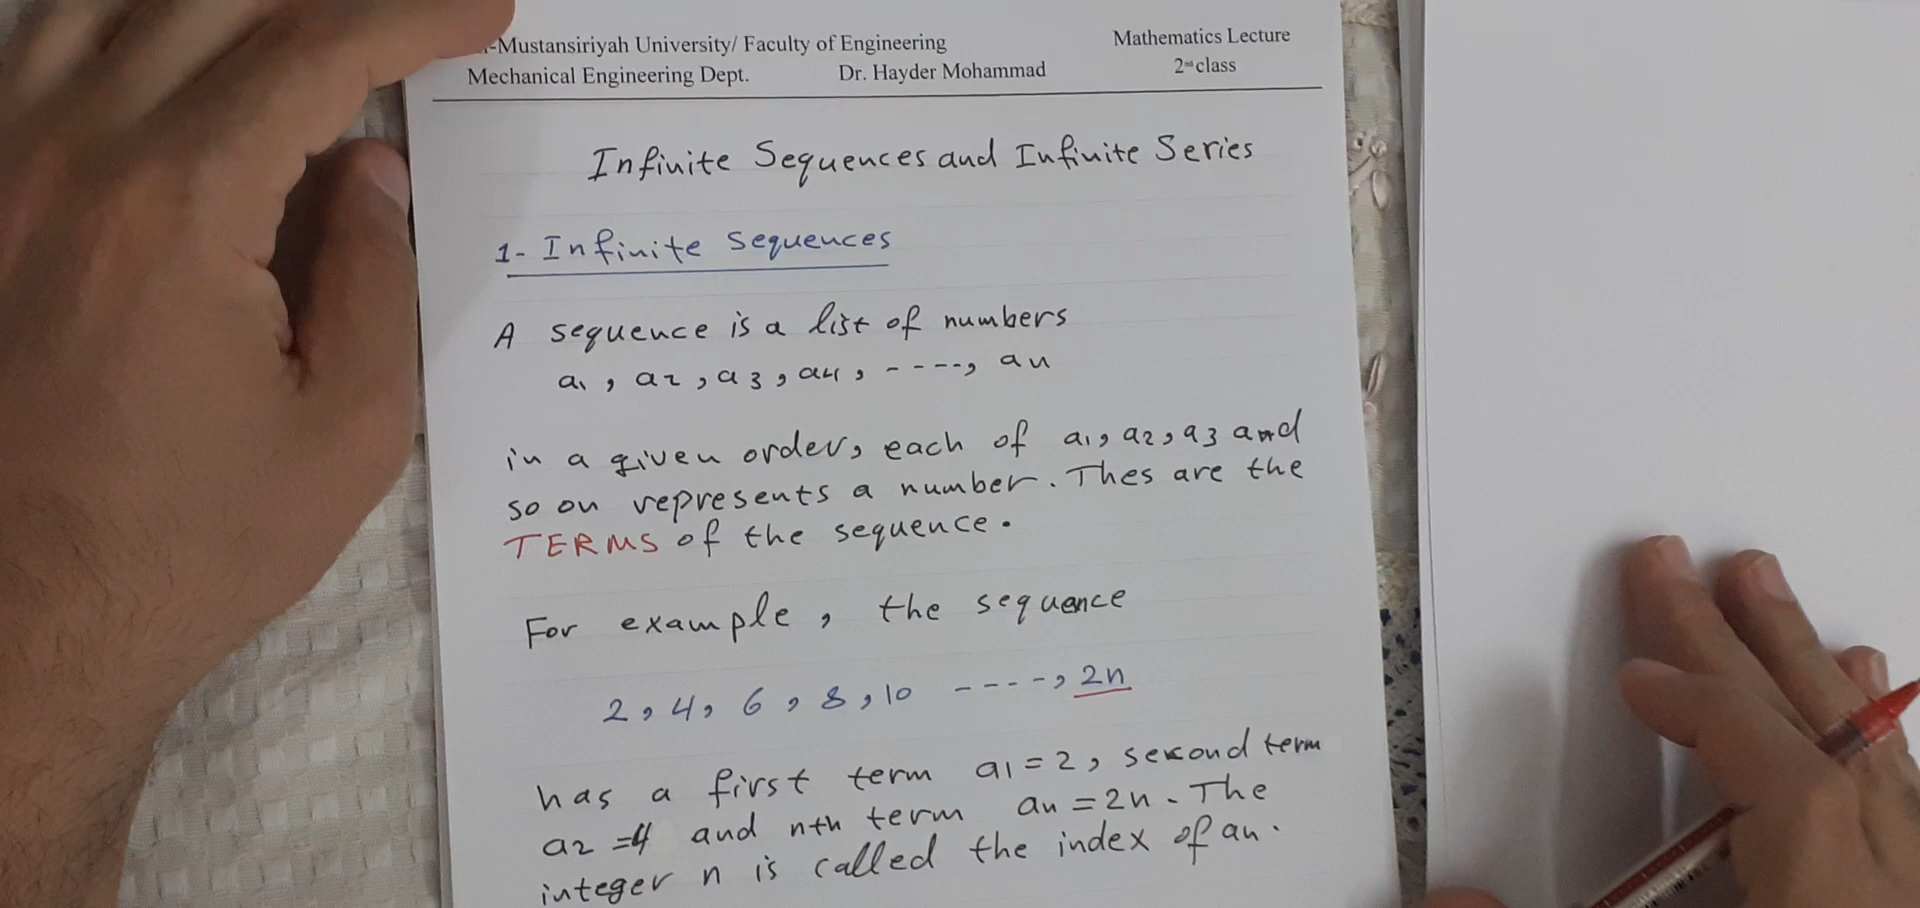 -Mustansiriyah University/ Faculty of Engineering
Mathematics Lecture
Mechanical Engineering Dept. Dr. Hayder Mohammad
2nd class
Infinite Sequences and Infinite Series
1- Infinite Sequences
A sequence is a list of numbers
a1, a2, a3, a4, ----, an
in a given order, each of a1, a2, a3 and
so on represents a number. Thes are the
TERMS of the sequence.
For example, the sequence
2, 4, 6, 8, 10 ----, 2n
has a first term a1=2, second term
a2=4 and nth term an=2n. The
integer n is called the index of an.